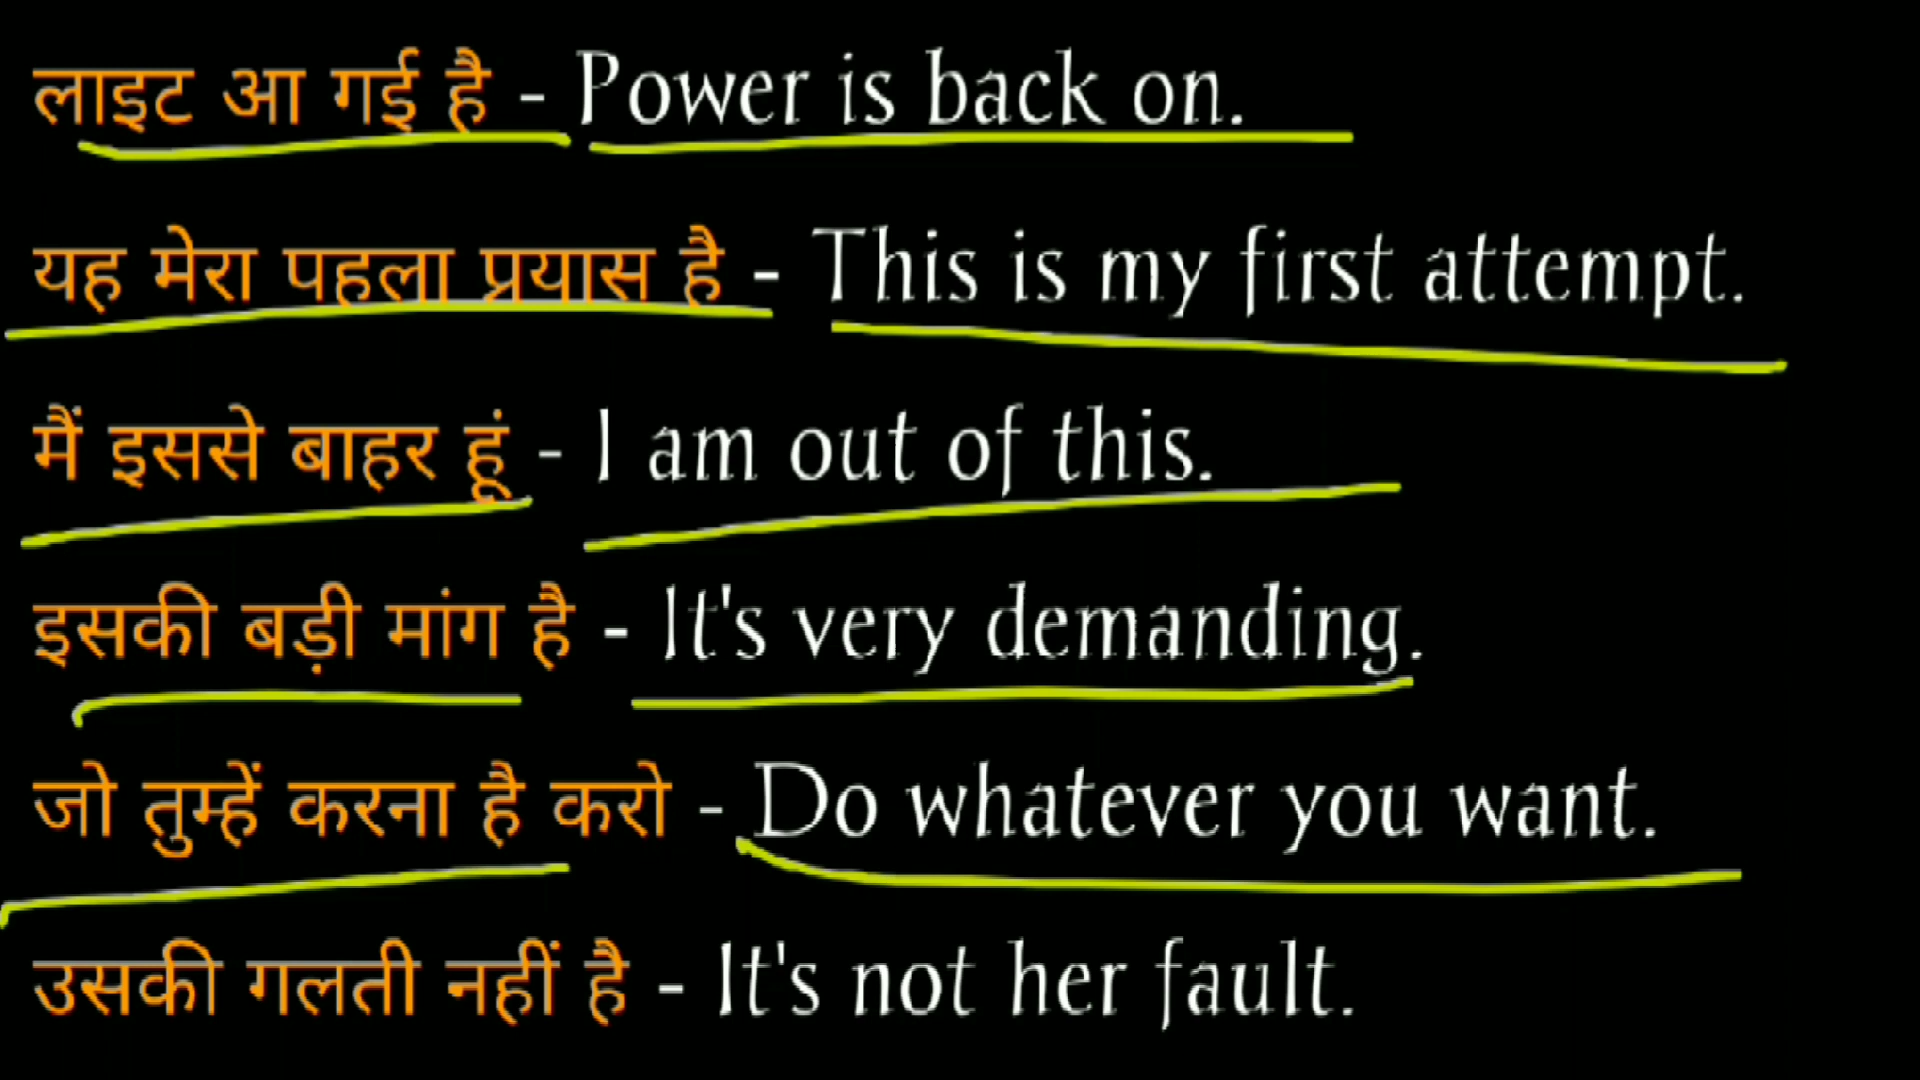 लाइट आ गई है - Power is back on.
यह मेरा पहला प्रयास है - This is my first attempt.
मैं इससे बाहर हूं - I am out of this.
इसकी बड़ी मांग है - It's very demanding.
जो तुम्हें करना है करो - Do whatever you want.
उसकी गलती नहीं है - It's not her fault.